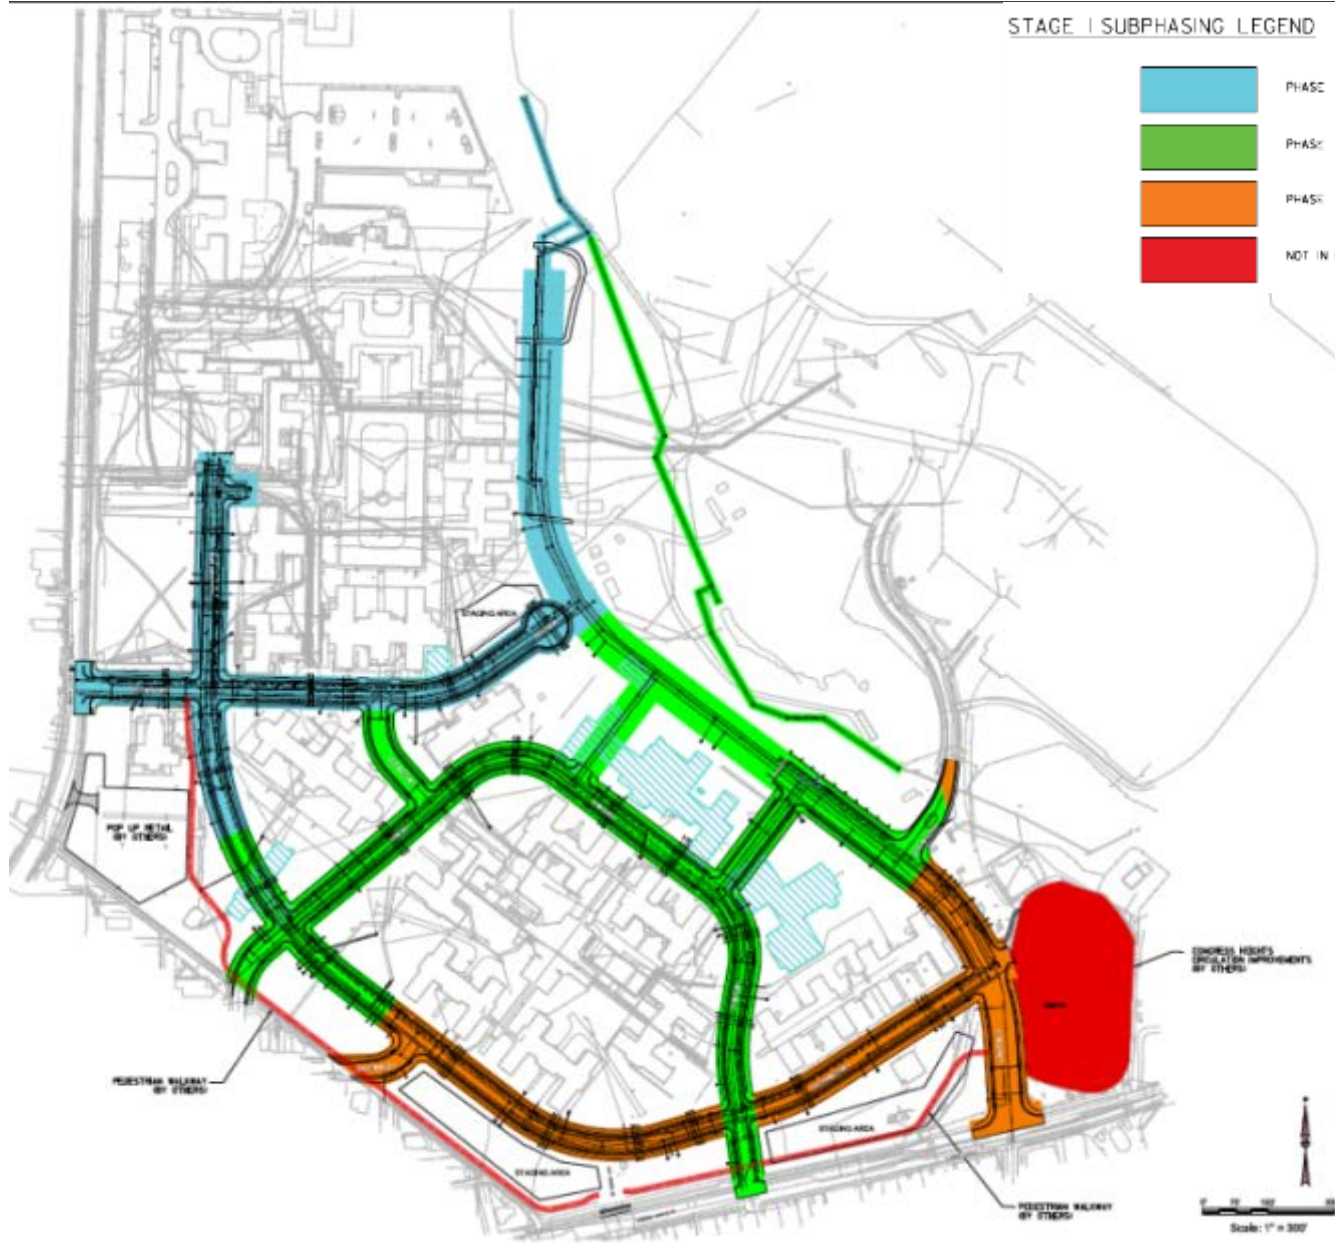 STAGE I SUBPHASING LEGEND
PHASE
PHASE
PHASE
NOT IN
STAGING AREA
POP UP RETAIL
(BY OTHERS)
CONGRESS HEIGHTS
CIRCULATION IMPROVEMENTS
(BY OTHERS)
PEDESTRIAN WALKWAY
(BY OTHERS)
STAGING AREA
STAGING AREA
PEDESTRIAN WALKWAY
(BY OTHERS)
Scale: 1" = 300'